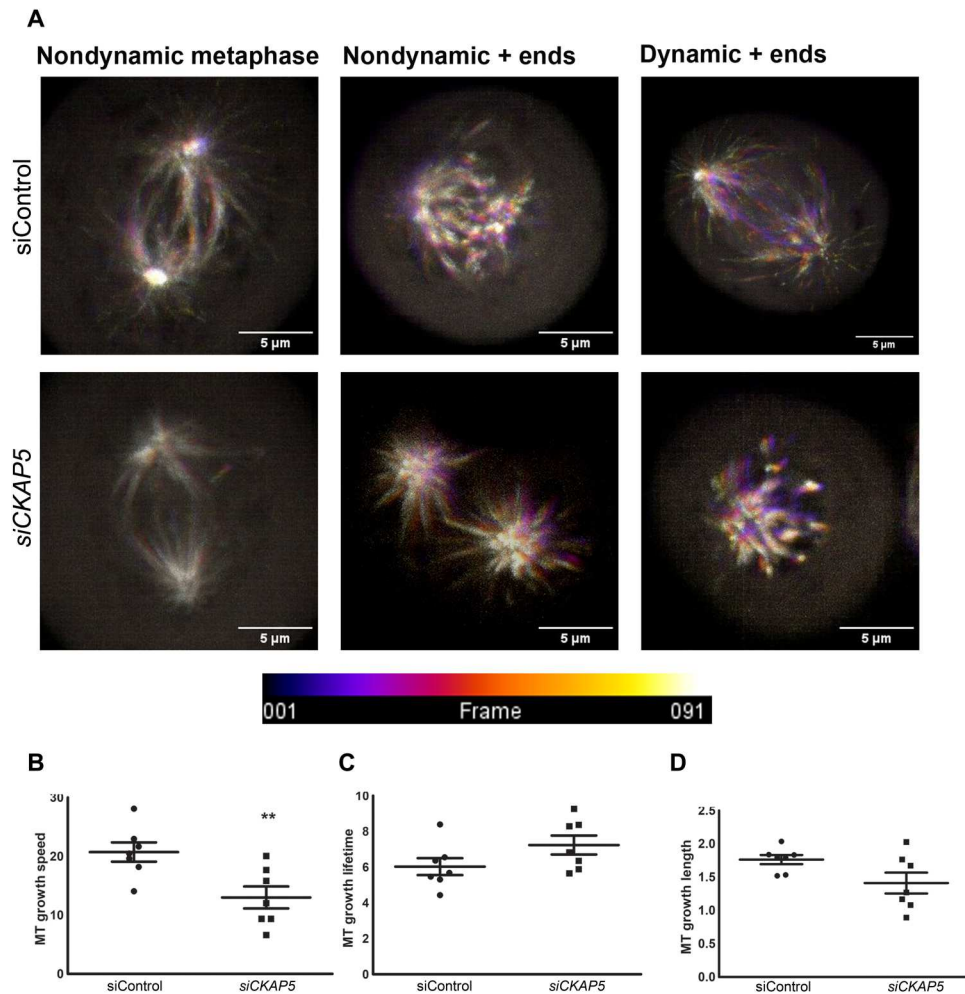 A
Nondynamic metaphase Nondynamic + ends Dynamic + ends
siControl
5 µm 5 µm 5 µm
siCKAP5
5 µm 5 µm 5 µm
001 Frame 091
B C D
MT growth speed
30
20
10
0
siControl siCKAP5
**
MT growth lifetime
10
8
6
4
2
0
siControl siCKAP5
MT growth length
2.5
2.0
1.5
1.0
0.5
0.0
siControl siCKAP5